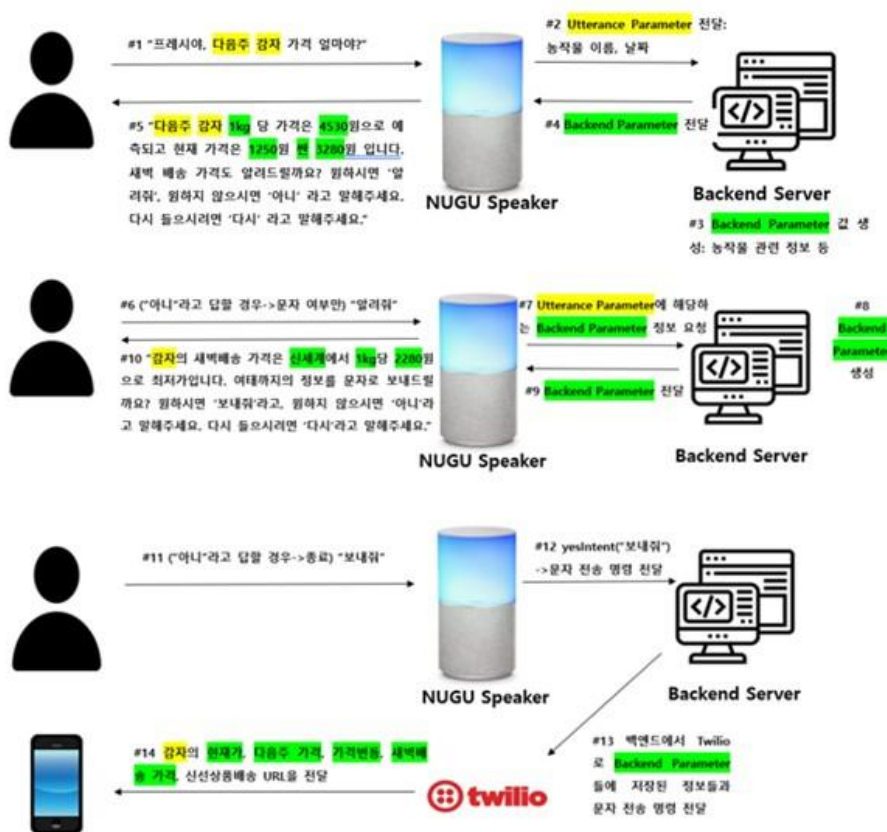 #1 "프레시야, 다음주 감자 가격 얼마야?"
#2 Utterance Parameter 전달:
농작물 이름, 날짜
#5 "다음주 감자 1kg 당 가격은 4530원으로 예
측되고 현재 가격은 1250원 싼 3280원 입니다.
새벽 배송 가격도 알려드릴까요? 원하시면 '알
려줘', 원하지 않으시면 '아니' 라고 말해주세요.
다시 들으시려면 '다시' 라고 말해주세요."
#4 Backend Parameter 전달
NUGU Speaker
Backend Server
#3 Backend Parameter 값 생
성: 농작물 관련 정보 등
#6 ("아니"라고 답할 경우->문자 여부만) "알려줘"
#7 Utterance Parameter에 해당하
는 Backend Parameter 정보 요청
#8
Backend
Parameter
생성
#10 "감자의 새벽배송 가격은 신세계에서 1kg당 2280원
으로 최저가입니다. 여태까지의 정보를 문자로 보내드릴
까요? 원하시면 '보내줘'라고, 원하지 않으시면 '아니'라
고 말해주세요. 다시 들으시려면 '다시'라고 말해주세요."
#9 Backend Parameter 전달
NUGU Speaker
Backend Server
#11 ("아니"라고 답할 경우->종료) "보내줘"
#12 yesIntent("보내줘")
->문자 전송 명령 전달
</>
NUGU Speaker
Backend Server
#14 감자의 현재가, 다음주 가격, 가격변동, 새벽배
송 가격, 신선상품배송 URL을 전달
twilio
#13 백엔드에서 Twilio
로 Backend Parameter
들에 저장된 정보들과
문자 전송 명령 전달